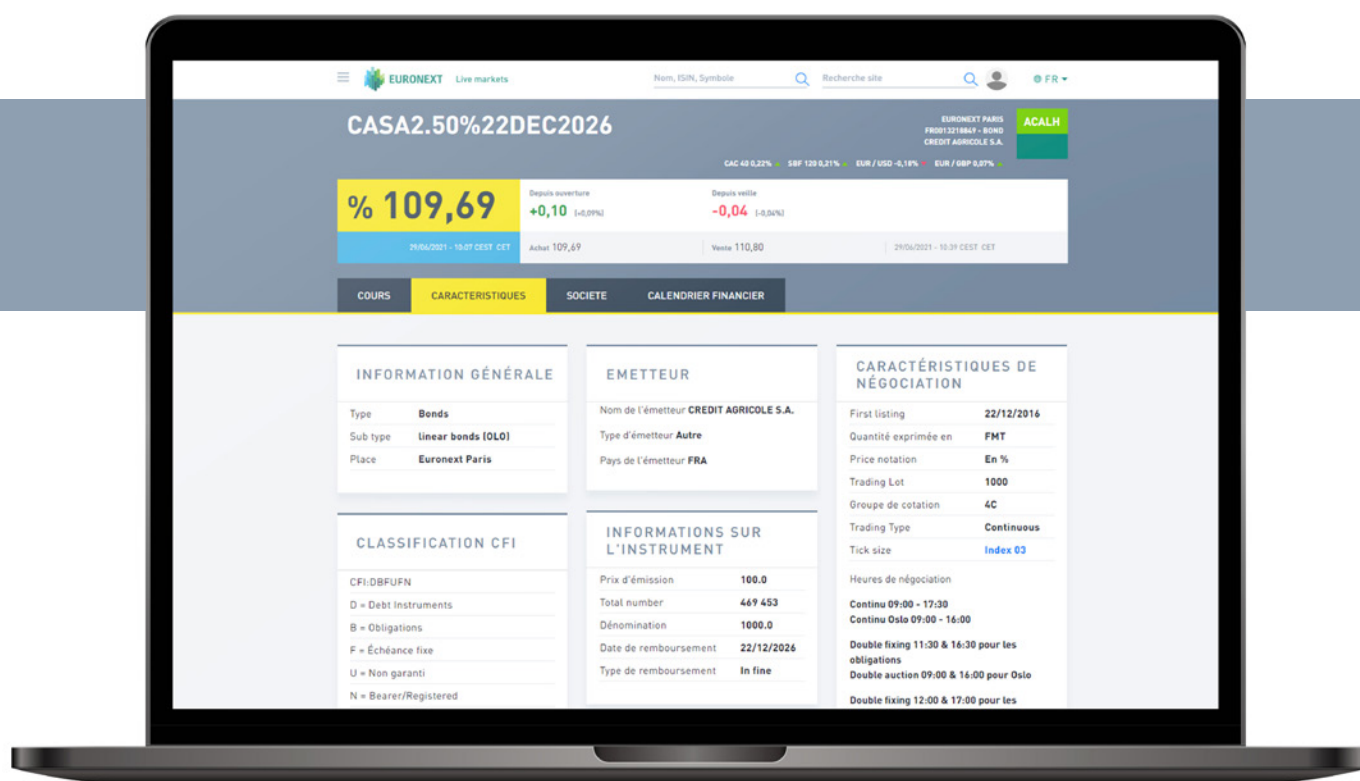 EURONEXT Live markets
Nom, ISIN, Symbole
Recherche site
FR
CASA2.50%22DEC2026
EURONEXT PARIS
FR0013218849 - BOND
CREDIT AGRICOLE S.A.
ACALH
CAC 40 0,22% SBF 120 0,21% EUR / USD -0,18% EUR / GBP 0,07%
% 109,69
Depuis ouverture
+0,10 (+0,09%)
Depuis veille
-0,04 (-0,04%)
29/06/2021 - 10:07 CEST CET
Achat 109,69
Vente 110,80
29/06/2021 - 10:39 CEST CET
COURS
CARACTERISTIQUES
SOCIETE
CALENDRIER FINANCIER
INFORMATION GÉNÉRALE
Type Bonds
Sub type linear bonds (OLO)
Place Euronext Paris
CLASSIFICATION CFI
CFI:DBFUFN
D = Debt Instruments
B = Obligations
F = Échéance fixe
U = Non garanti
N = Bearer/Registered
EMETTEUR
Nom de l'émetteur CREDIT AGRICOLE S.A.
Type d'émetteur Autre
Pays de l'émetteur FRA
INFORMATIONS SUR
L'INSTRUMENT
Prix d'émission 100.0
Total number 469 453
Dénomination 1000.0
Date de remboursement 22/12/2026
Type de remboursement In fine
CARACTÉRISTIQUES DE
NÉGOCIATION
First listing 22/12/2016
Quantité exprimée en FMT
Price notation En %
Trading Lot 1000
Groupe de cotation 4C
Trading Type Continuous
Tick size Index 03
Heures de négociation
Continu 09:00 - 17:30
Continu Oslo 09:00 - 16:00
Double fixing 11:30 & 16:30 pour les
obligations
Double auction 09:00 & 16:00 pour Oslo
Double fixing 12:00 & 17:00 pour les